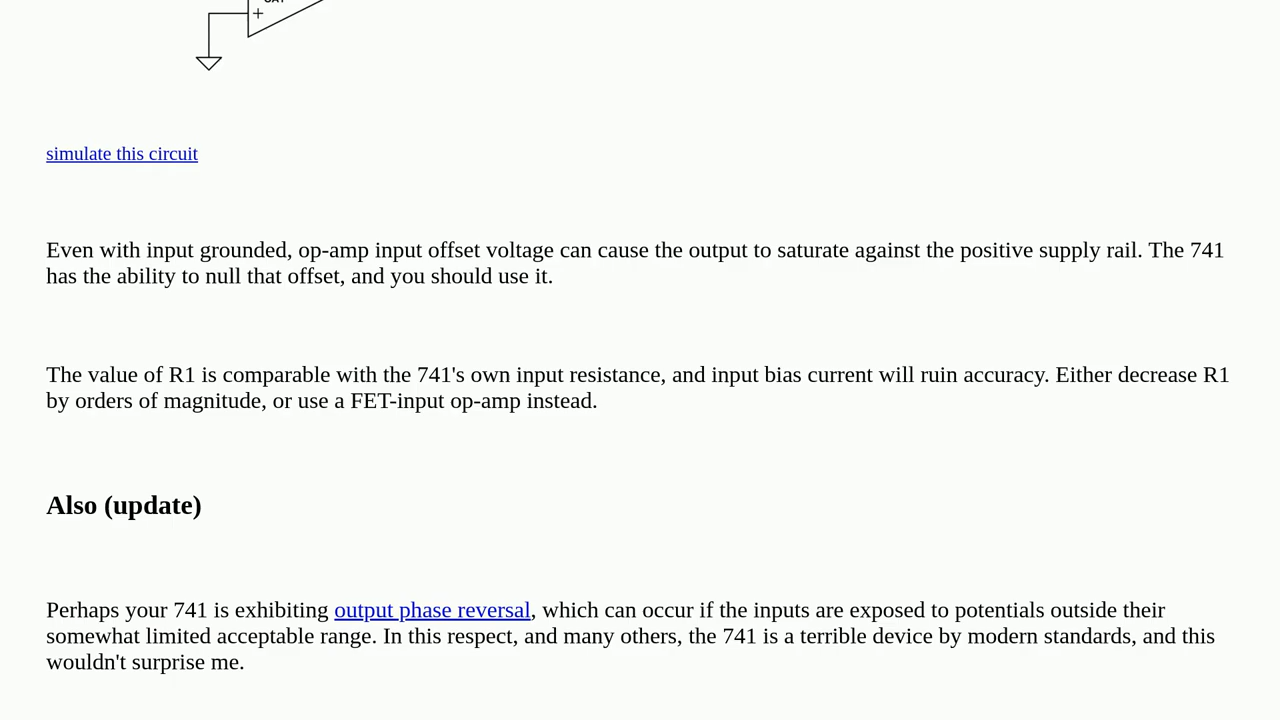 +
simulate this circuit
Even with input grounded, op-amp input offset voltage can cause the output to saturate against the positive supply rail. The 741
has the ability to null that offset, and you should use it.
The value of R1 is comparable with the 741's own input resistance, and input bias current will ruin accuracy. Either decrease R1
by orders of magnitude, or use a FET-input op-amp instead.
Also (update)
Perhaps your 741 is exhibiting output phase reversal, which can occur if the inputs are exposed to potentials outside their
somewhat limited acceptable range. In this respect, and many others, the 741 is a terrible device by modern standards, and this
wouldn't surprise me.